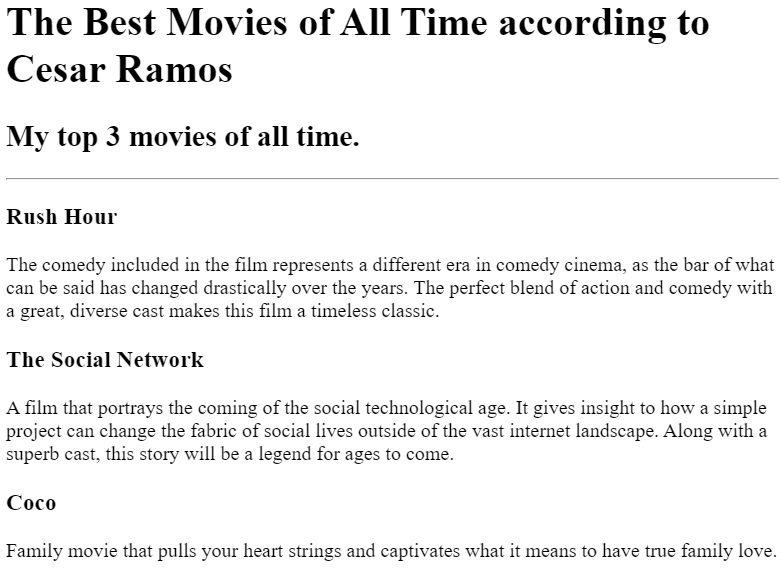 The Best Movies of All Time according to
Cesar Ramos
My top 3 movies of all time.
Rush Hour
The comedy included in the film represents a different era in comedy cinema, as the bar of what
can be said has changed drastically over the years. The perfect blend of action and comedy with
a great, diverse cast makes this film a timeless classic.
The Social Network
A film that portrays the coming of the social technological age. It gives insight to how a simple
project can change the fabric of social lives outside of the vast internet landscape. Along with a
superb cast, this story will be a legend for ages to come.
Coco
Family movie that pulls your heart strings and captivates what it means to have true family love.